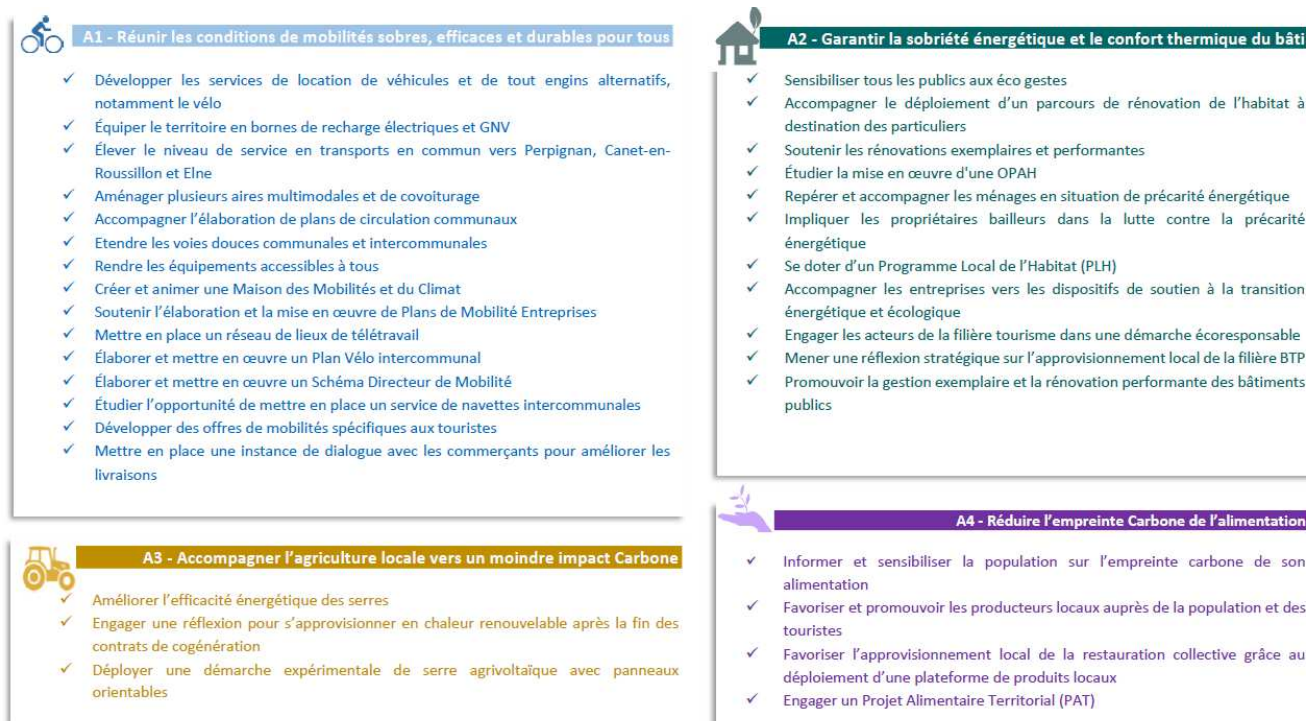 A1 - Réunir les conditions de mobilités sobres, efficaces et durables pour tous
✓ Développer les services de location de véhicules et de tout engins alternatifs,
notamment le vélo
✓ Équiper le territoire en bornes de recharge électriques et GNV
✓ Élever le niveau de service en transports en commun vers Perpignan, Canet-en-
Roussillon et Elne
✓ Aménager plusieurs aires multimodales et de covoiturage
✓ Accompagner l’élaboration de plans de circulation communaux
✓ Etendre les voies douces communales et intercommunales
✓ Rendre les équipements accessibles à tous
✓ Créer et animer une Maison des Mobilités et du Climat
✓ Soutenir l’élaboration et la mise en œuvre de Plans de Mobilité Entreprises
✓ Mettre en place un réseau de lieux de télétravail
✓ Élaborer et mettre en œuvre un Plan Vélo intercommunal
✓ Élaborer et mettre en œuvre un Schéma Directeur de Mobilité
✓ Étudier l’opportunité de mettre en place un service de navettes intercommunales
✓ Développer des offres de mobilités spécifiques aux touristes
✓ Mettre en place une instance de dialogue avec les commerçants pour améliorer les
livraisons
A2 - Garantir la sobriété énergétique et le confort thermique du bâti
✓ Sensibiliser tous les publics aux éco gestes
✓ Accompagner le déploiement d’un parcours de rénovation de l’habitat à
destination des particuliers
✓ Soutenir les rénovations exemplaires et performantes
✓ Étudier la mise en œuvre d'une OPAH
✓ Repérer et accompagner les ménages en situation de précarité énergétique
✓ Impliquer les propriétaires bailleurs dans la lutte contre la précarité
énergétique
✓ Se doter d’un Programme Local de l’Habitat (PLH)
✓ Accompagner les entreprises vers les dispositifs de soutien à la transition
énergétique et écologique
✓ Engager les acteurs de la filière tourisme dans une démarche écoresponsable
✓ Mener une réflexion stratégique sur l’approvisionnement local de la filière BTP
✓ Promouvoir la gestion exemplaire et la rénovation performante des bâtiments
publics
A3 - Accompagner l’agriculture locale vers un moindre impact Carbone
✓ Améliorer l’efficacité énergétique des serres
✓ Engager une réflexion pour s’approvisionner en chaleur renouvelable après la fin des
contrats de cogénération
✓ Déployer une démarche expérimentale de serre agrivoltaïque avec panneaux
orientables
A4 - Réduire l’empreinte Carbone de l’alimentation
✓ Informer et sensibiliser la population sur l’empreinte carbone de son
alimentation
✓ Favoriser et promouvoir les producteurs locaux auprès de la population et des
touristes
✓ Favoriser l’approvisionnement local de la restauration collective grâce au
déploiement d’une plateforme de produits locaux
✓ Engager un Projet Alimentaire Territorial (PAT)